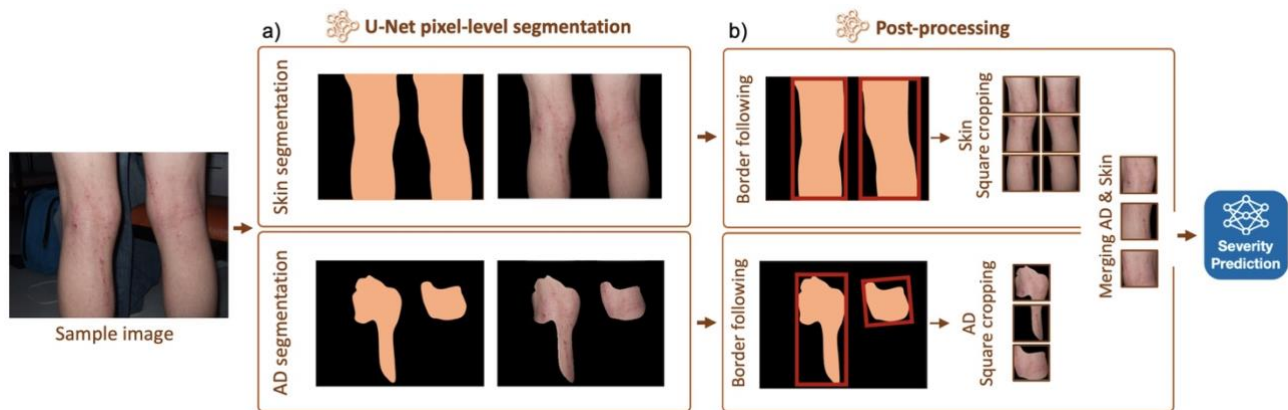 a)
U-Net pixel-level segmentation
b)
Post-processing
Sample image
Skin segmentation
Border following
Skin
Square cropping
AD segmentation
Border following
AD
Square cropping
Merging AD & Skin
Severity
Prediction